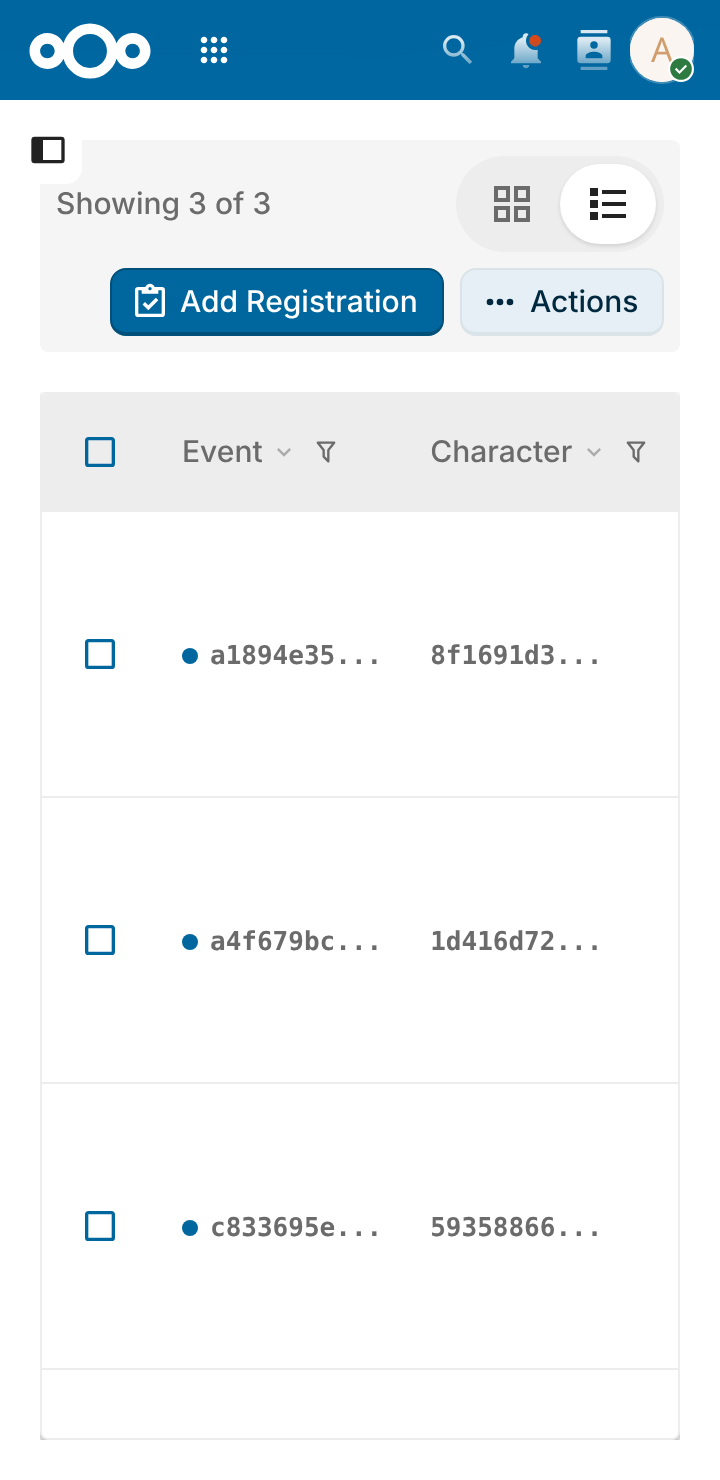 A
Showing 3 of 3
Add Registration
Actions
Event Character
a1894e35... 8f1691d3...
a4f679bc... 1d416d72...
c833695e... 59358866...